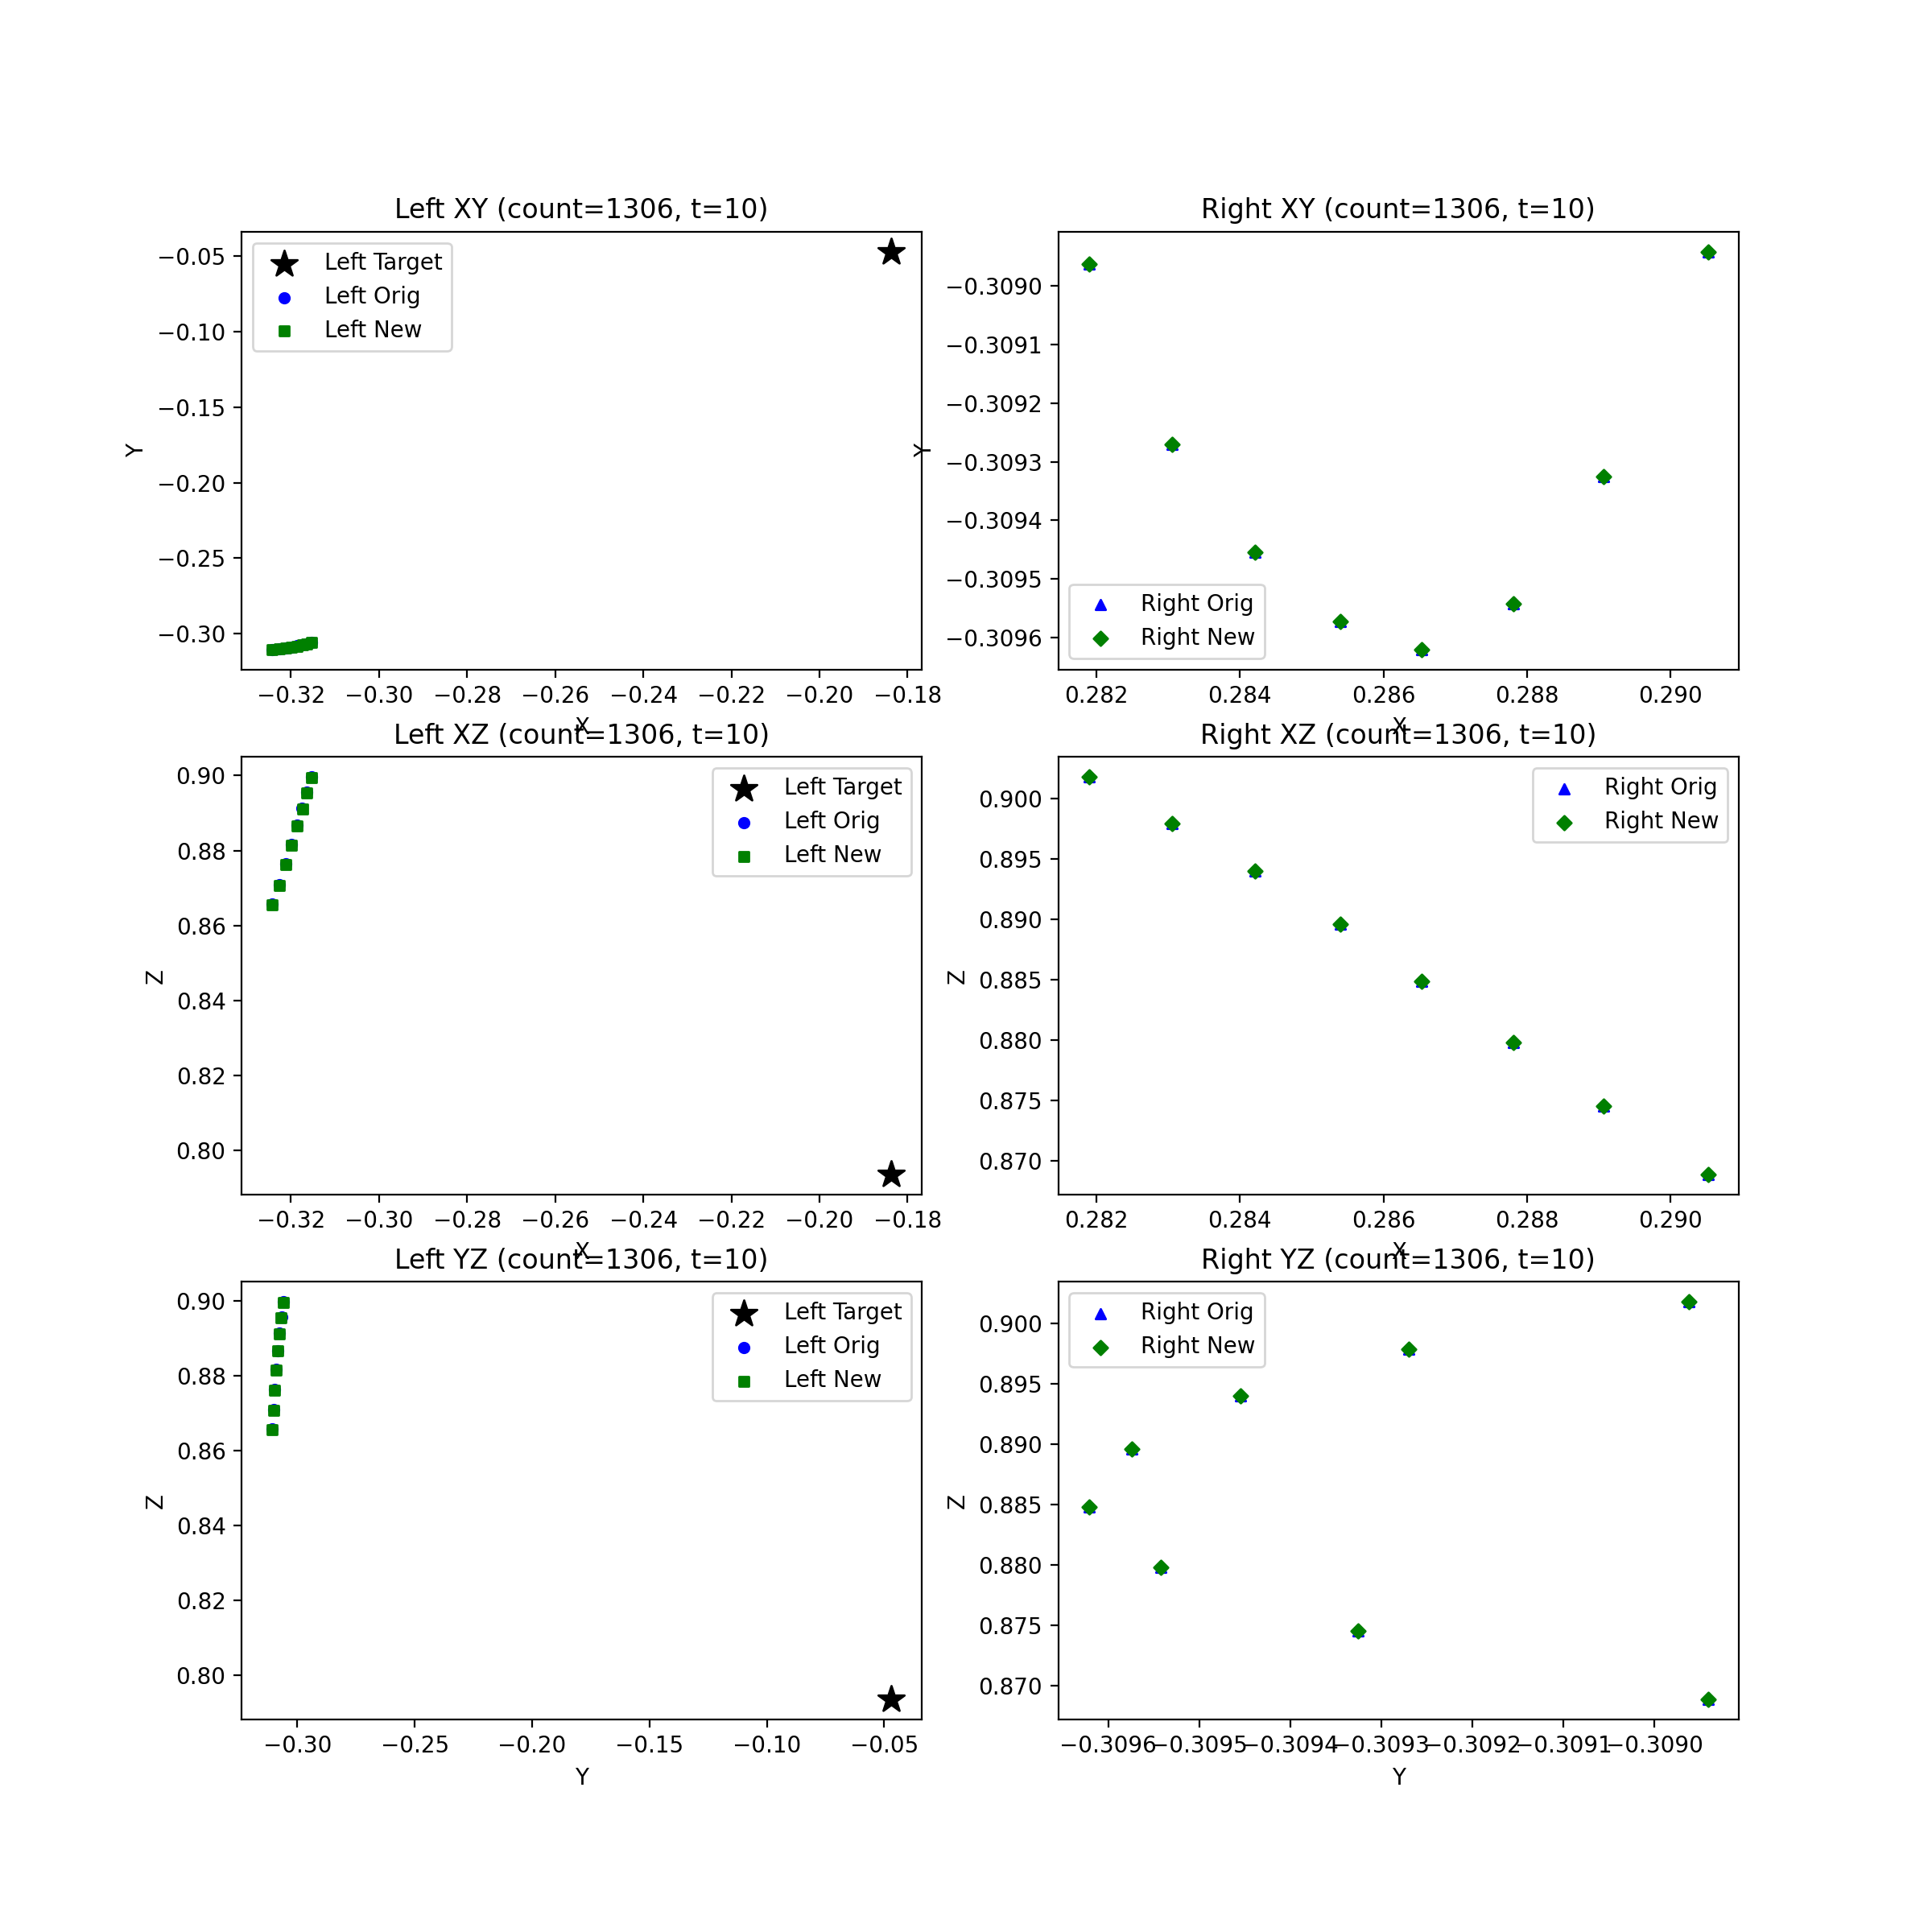 Left XY (count=1306, t=10)
Left Target
Left Orig
Left New
−0.05
−0.10
−0.15
−0.20
−0.25
−0.30
Y
−0.32 −0.30 −0.28 −0.26 −0.24 −0.22 −0.20 −0.18
X
Right XY (count=1306, t=10)
−0.3090
−0.3091
−0.3092
−0.3093
−0.3094
−0.3095
−0.3096
Y
Right Orig
Right New
0.282 0.284 0.286 0.288 0.290
X
Left XZ (count=1306, t=10)
Left Target
Left Orig
Left New
0.90
0.88
0.86
0.84
0.82
0.80
Z
−0.32 −0.30 −0.28 −0.26 −0.24 −0.22 −0.20 −0.18
X
Right XZ (count=1306, t=10)
Right Orig
Right New
0.900
0.895
0.890
0.885
0.880
0.875
0.870
Z
0.282 0.284 0.286 0.288 0.290
X
Left YZ (count=1306, t=10)
Left Target
Left Orig
Left New
0.90
0.88
0.86
0.84
0.82
0.80
Z
−0.30 −0.25 −0.20 −0.15 −0.10 −0.05
Y
Right YZ (count=1306, t=10)
Right Orig
Right New
0.900
0.895
0.890
0.885
0.880
0.875
0.870
Z
−0.3096 −0.3095 −0.3094 −0.3093 −0.3092 −0.3091 −0.3090
Y